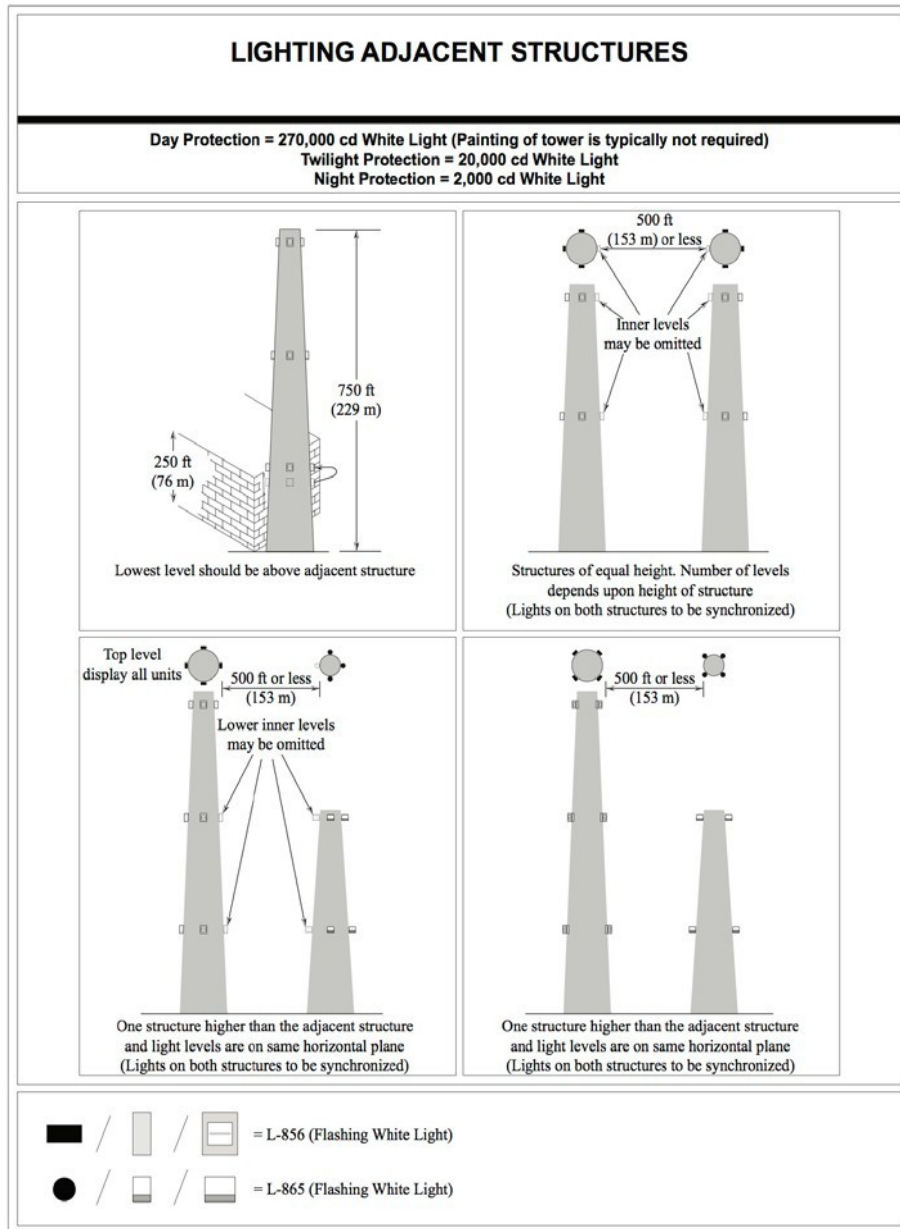 LIGHTING ADJACENT STRUCTURES
Day Protection = 270,000 cd White Light (Painting of tower is typically not required)
Twilight Protection = 20,000 cd White Light
Night Protection = 2,000 cd White Light
750 ft
(229 m)
250 ft
(76 m)
Lowest level should be above adjacent structure
500 ft
(153 m) or less
Inner levels
may be omitted
Structures of equal height. Number of levels
depends upon height of structure
(Lights on both structures to be synchronized)
Top level
display all units
500 ft or less
(153 m)
Lower inner levels
may be omitted
One structure higher than the adjacent structure
and light levels are on same horizontal plane
(Lights on both structures to be synchronized)
500 ft or less
(153 m)
One structure higher than the adjacent structure
and light levels are on same horizontal plane
(Lights on both structures to be synchronized)
/ / = L-856 (Flashing White Light)
/ / = L-865 (Flashing White Light)